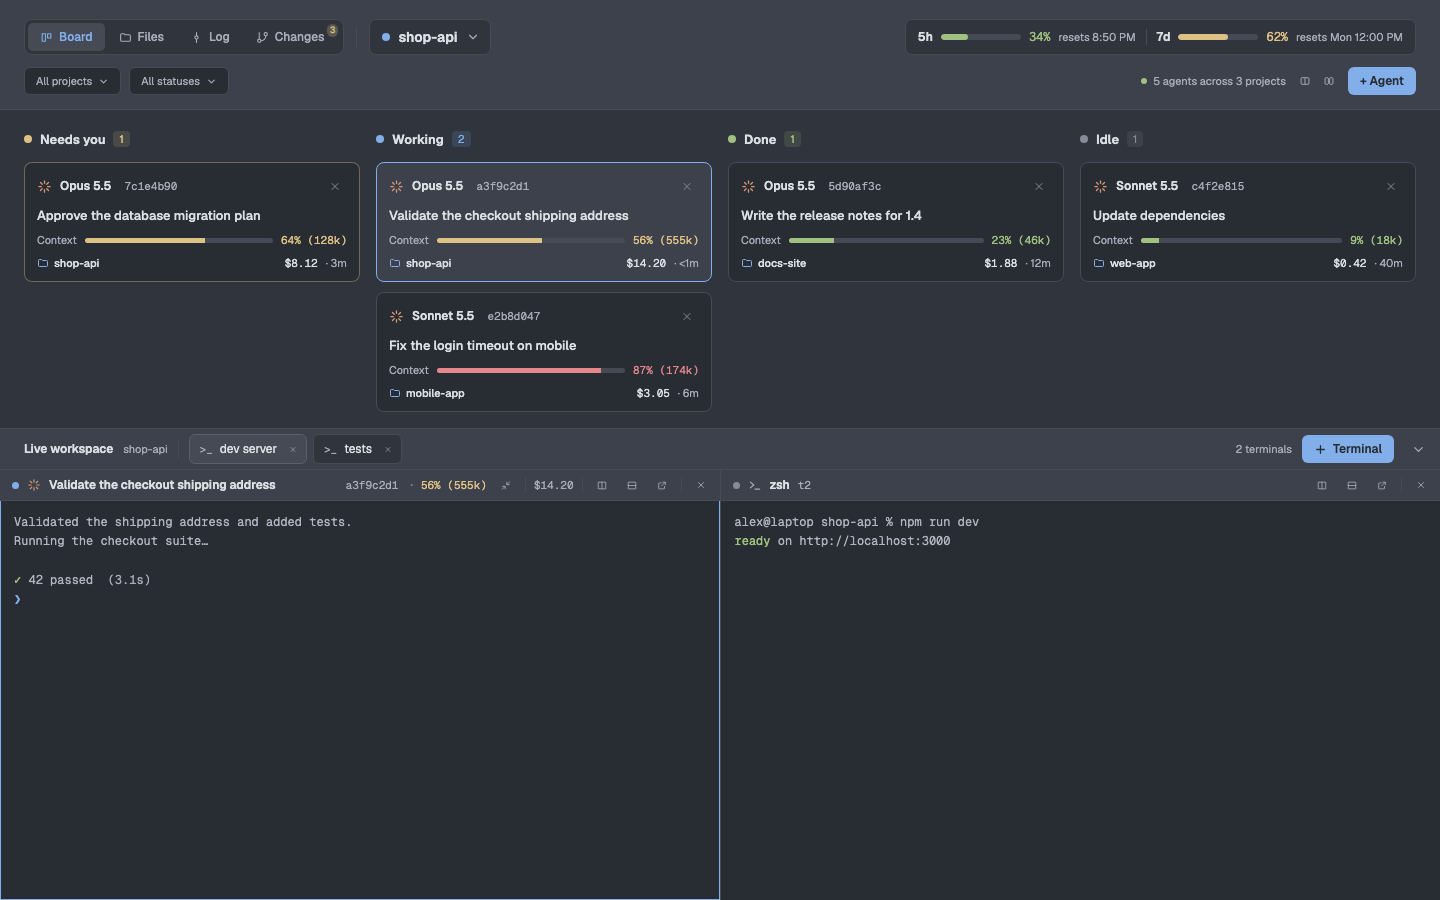 Board Files Log Changes 3 shop-api 5h 34% resets 8:50 PM 7d 62% resets Mon 12:00 PM
All projects All statuses 5 agents across 3 projects + Agent
Needs you 1
Opus 5.5 7c1e4b90
Approve the database migration plan
Context 64% (128k)
shop-api $8.12 · 3m
Working 2
Opus 5.5 a3f9c2d1
Validate the checkout shipping address
Context 56% (555k)
shop-api $14.20 · <1m
Sonnet 5.5 e2b8d047
Fix the login timeout on mobile
Context 87% (174k)
mobile-app $3.05 · 6m
Done 1
Opus 5.5 5d90af3c
Write the release notes for 1.4
Context 23% (46k)
docs-site $1.88 · 12m
Idle 1
Sonnet 5.5 c4f2e815
Update dependencies
Context 9% (18k)
web-app $0.42 · 40m
Live workspace shop-api >_ dev server × >_ tests × 2 terminals + Terminal
Validate the checkout shipping address a3f9c2d1 · 56% (555k) $14.20
Validated the shipping address and added tests.
Running the checkout suite…
✓ 42 passed (3.1s)
❯
>_ zsh t2
alex@laptop shop-api % npm run dev
ready on http://localhost:3000